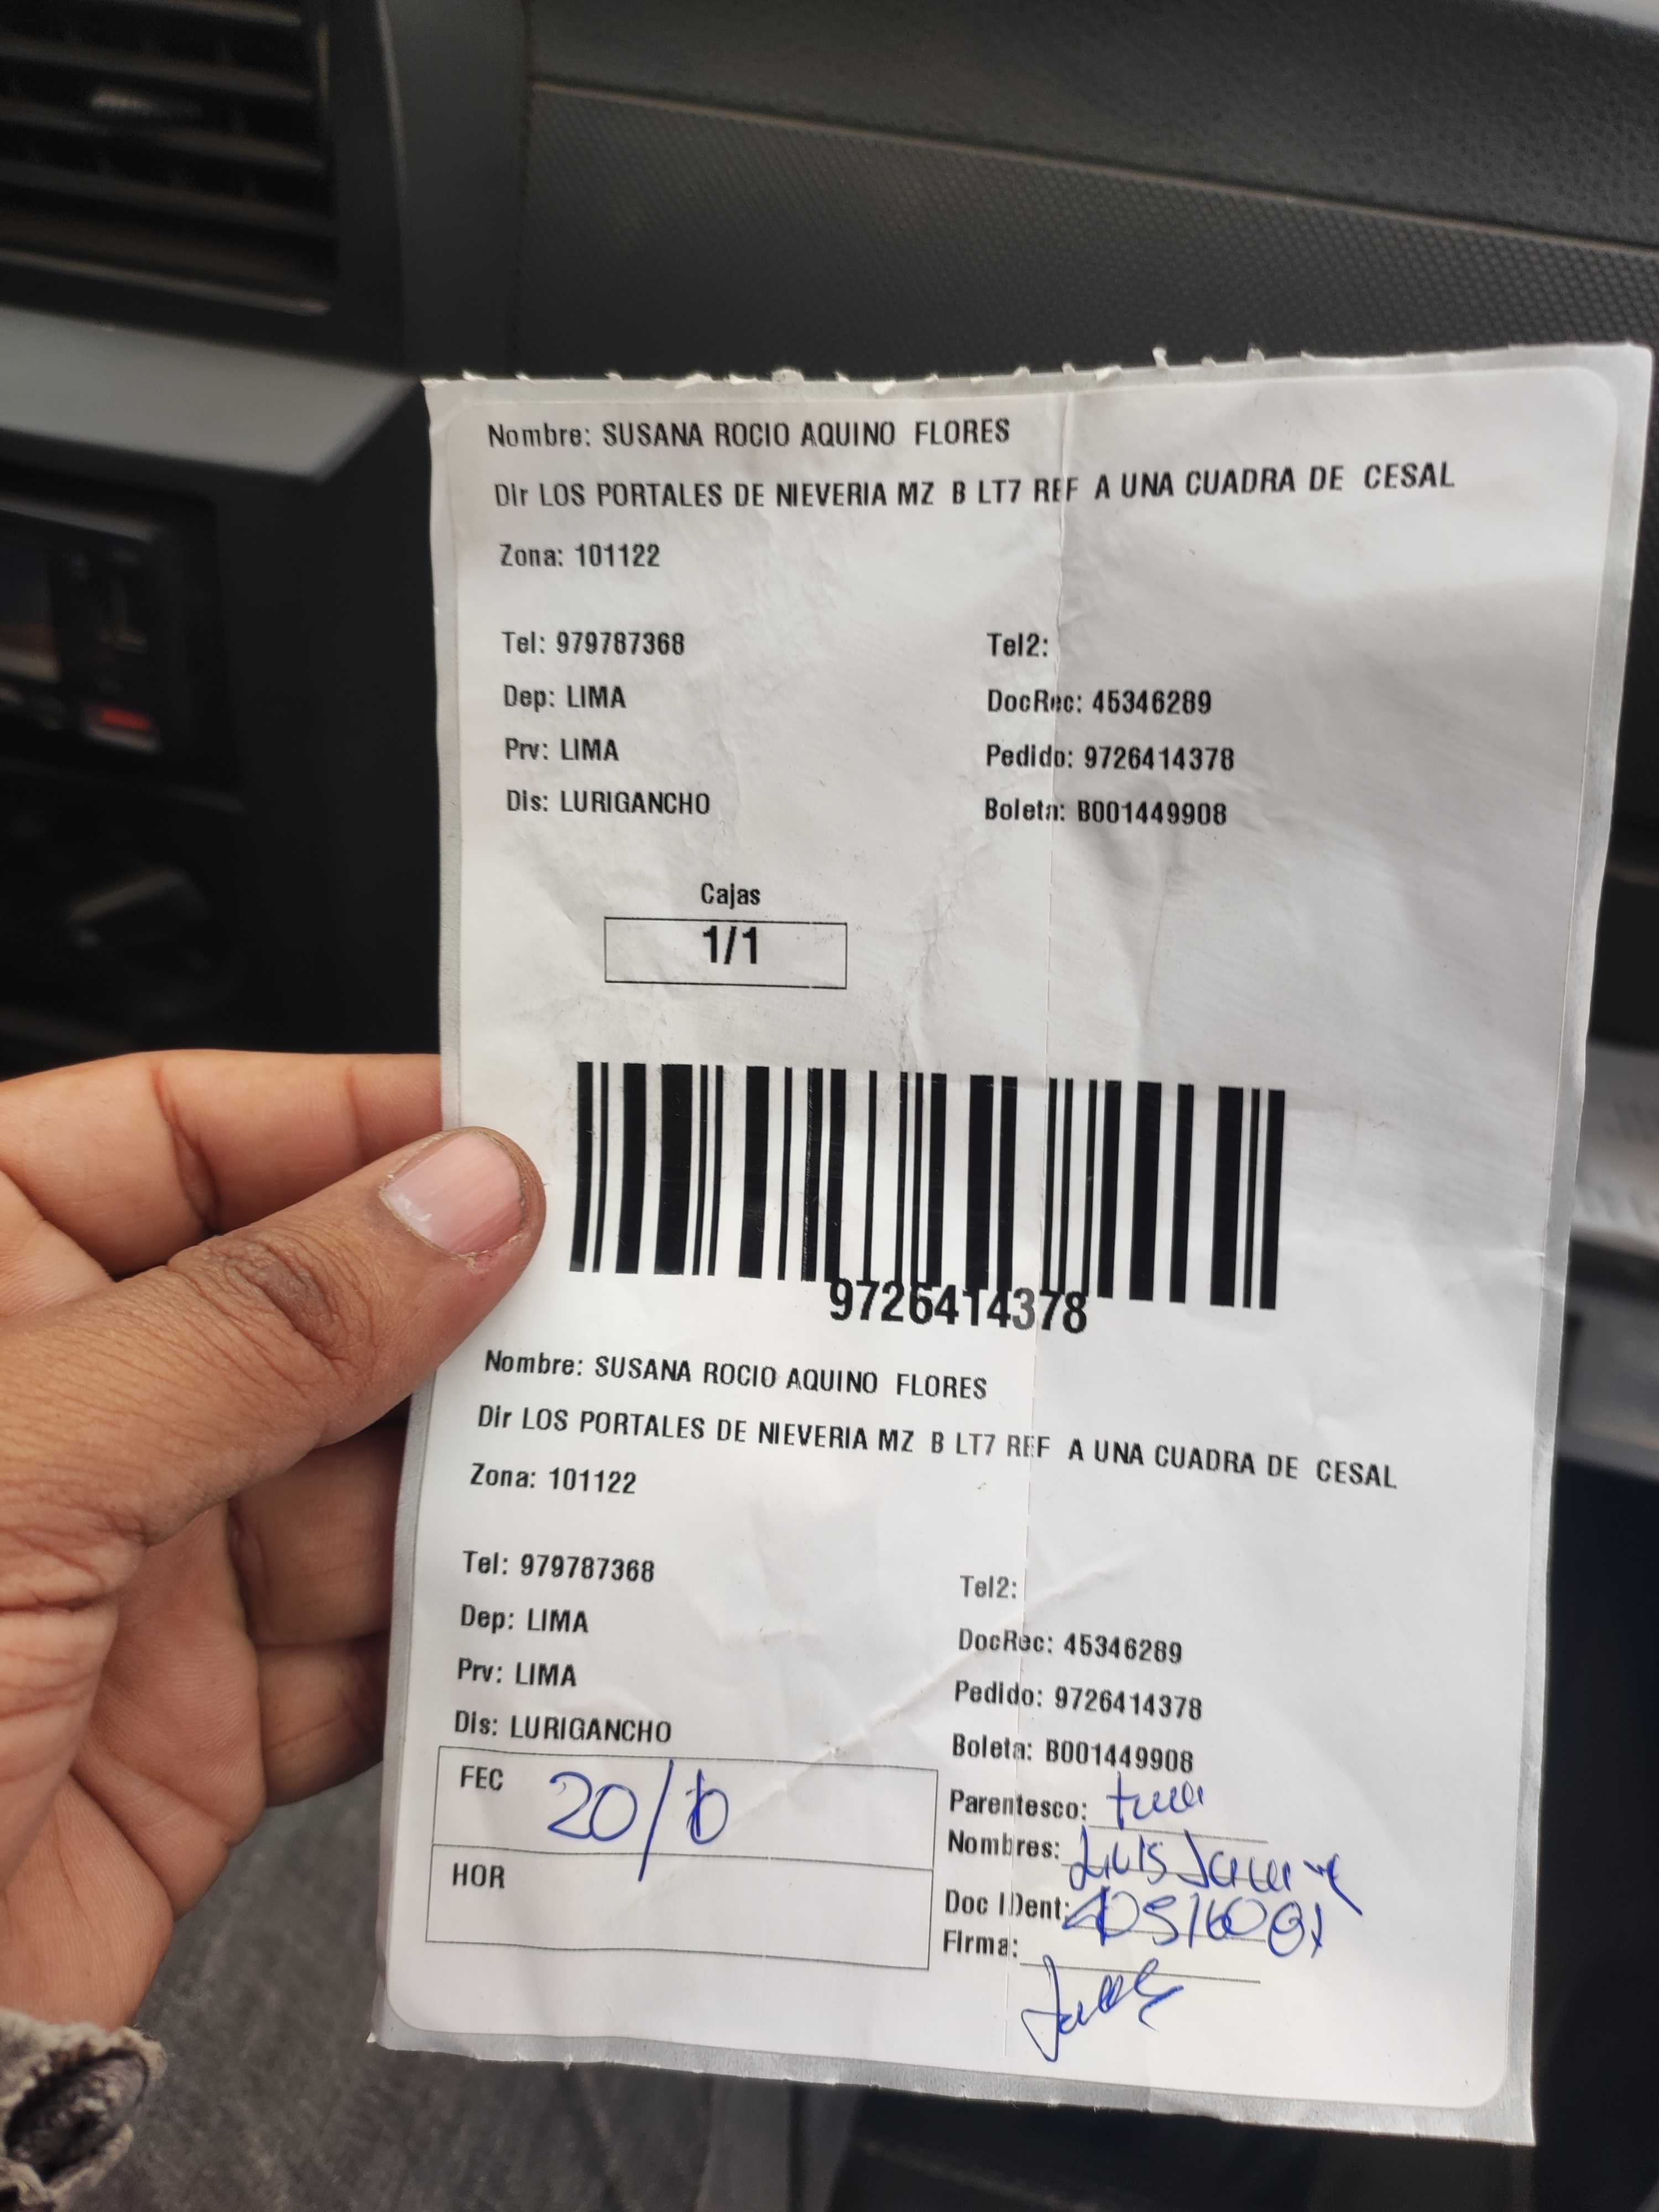 Nombre: SUSANA ROCIO AQUINO FLORES
Dir LOS PORTALES DE NIEVERIA MZ B LT7 REF A UNA CUADRA DE CESAL
Zona: 101122
Tel: 979787368 Tel2:
Dep: LIMA DocRec: 45346289
Prv: LIMA Pedido: 9726414378
Dis: LURIGANCHO Boleta: B001449908
Cajas
1/1
9726414378
Nombre: SUSANA ROCIO AQUINO FLORES
Dir LOS PORTALES DE NIEVERIA MZ B LT7 REF A UNA CUADRA DE CESAL
Zona: 101122
Tel: 979787368 Tel2:
Dep: LIMA DocRec: 45346289
Prv: LIMA Pedido: 9726414378
Dis: LURIGANCHO Boleta: B001449908
FEC
Parentesco:
Nombres: Luis
HOR
Doc IDent:
Firma: